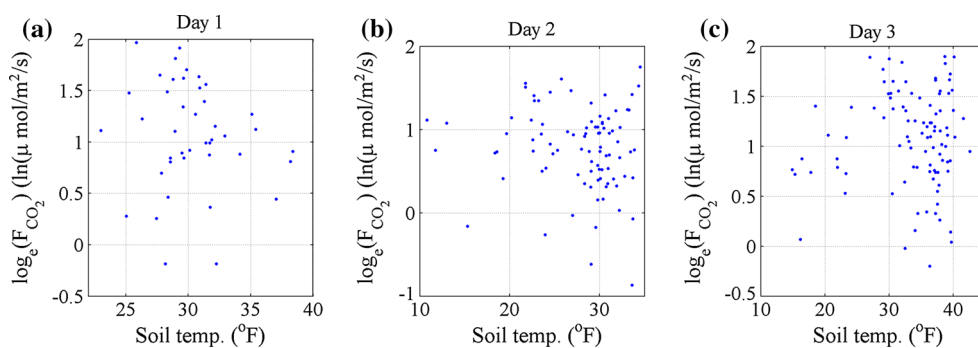 (a)
Day 1
2
1.5
1
0.5
0
-0.5
25
30
35
40
log_e(F_CO₂) (ln(μ mol/m²/s)
Soil temp. (°F)
(b)
Day 2
2
1
0
-1
10
20
30
log_e(F_CO₂) (ln(μ mol/m²/s)
Soil temp. (°F)
(c)
Day 3
2
1.5
1
0.5
0
-0.5
10
20
30
40
log_e(F_CO₂) (ln(μ mol/m²/s)
Soil temp. (°F)